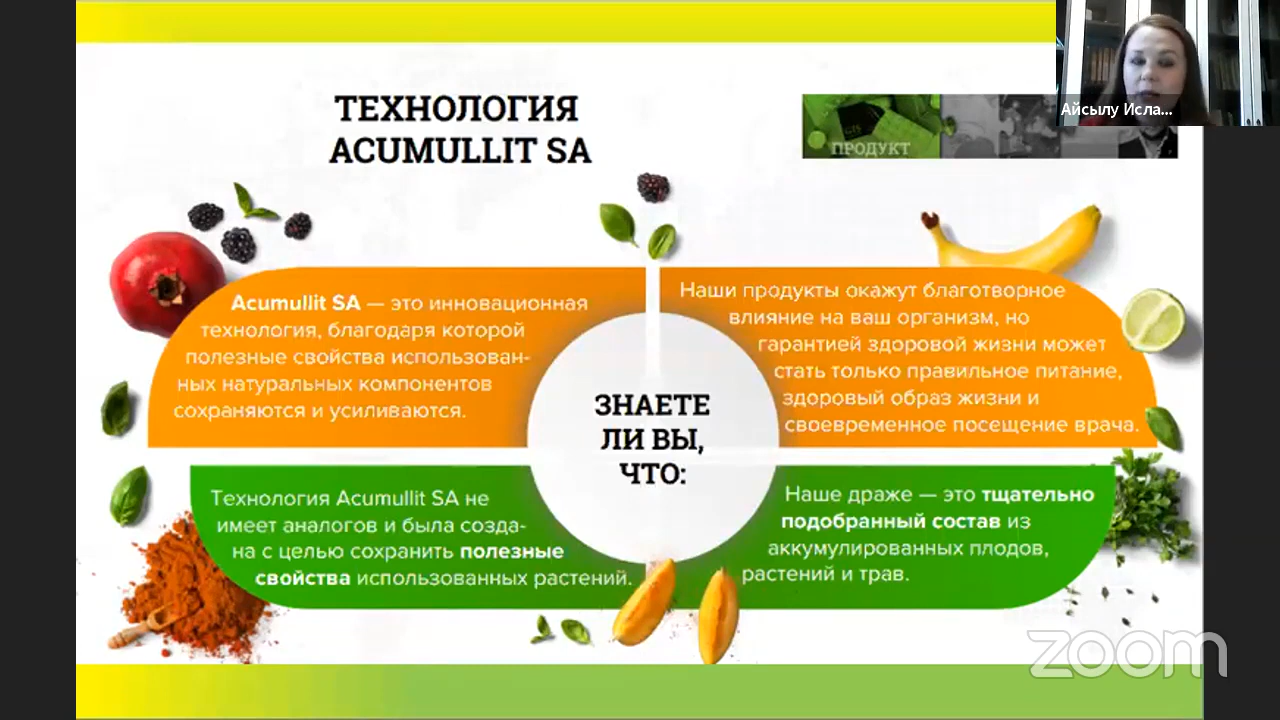 ТЕХНОЛОГИЯ
ACUMULLIT SA
ПРОДУКТ
Айсылу Исла...
Acumullit SA — это инновационная
технология, благодаря которой
полезные свойства использован-
ных натуральных компонентов
сохраняются и усиливаются.
Наши продукты окажут благотворное
влияние на ваш организм, но
гарантией здоровой жизни может
стать только правильное питание,
здоровый образ жизни и
своевременное посещение врача.
ЗНАЕТЕ
ЛИ ВЫ,
ЧТО:
Технология Acumullit SA не
имеет аналогов и была созда-
на с целью сохранить полезные
свойства использованных растений.
Наше драже — это тщательно
подобранный состав из
аккумулированных плодов,
растений и трав.
zoom